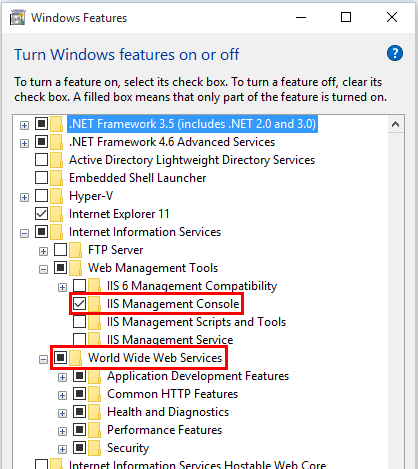 Windows Features
Turn Windows features on or off
?
To turn a feature on, select its check box. To turn a feature off, clear its
check box. A filled box means that only part of the feature is turned on.
.NET Framework 3.5 (includes .NET 2.0 and 3.0)
.NET Framework 4.6 Advanced Services
Active Directory Lightweight Directory Services
Embedded Shell Launcher
Hyper-V
Internet Explorer 11
Internet Information Services
FTP Server
Web Management Tools
IIS 6 Management Compatibility
IIS Management Console
IIS Management Scripts and Tools
IIS Management Service
World Wide Web Services
Application Development Features
Common HTTP Features
Health and Diagnostics
Performance Features
Security
Internet Information Services Hostable Web Core